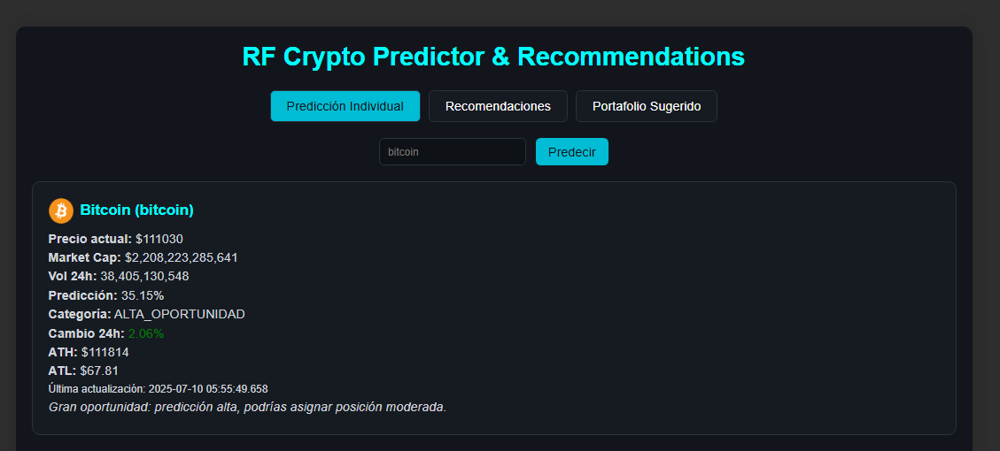 RF Crypto Predictor & Recommendations
Predicción Individual
Recomendaciones
Portafolio Sugerido
bitcoin
Predecir
Bitcoin (bitcoin)
Precio actual: $111030
Market Cap: $2,208,223,285,641
Vol 24h: 38,405,130,548
Predicción: 35.15%
Categoría: ALTA_OPORTUNIDAD
Cambio 24h: 2.06%
ATH: $111814
ATL: $67.81
Última actualización: 2025-07-10 05:55:49.658
Gran oportunidad: predicción alta, podrías asignar posición moderada.